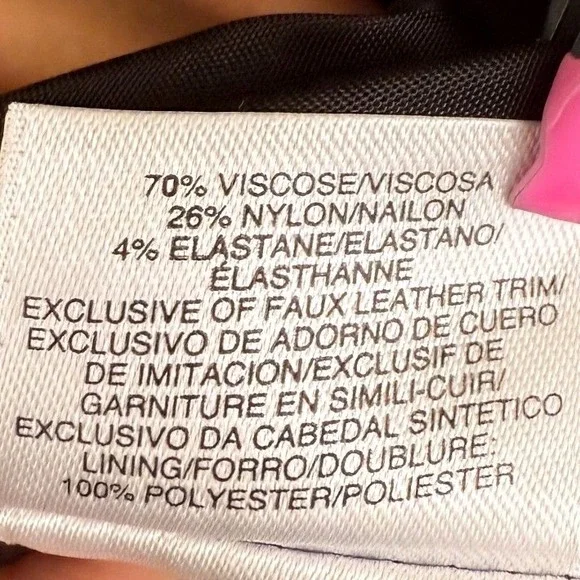 70% VISCOSE/VISCOSA
26% NYLON/NAILON
4% ELASTANE/ELASTANO/
ÉLASTHANNE
EXCLUSIVE OF FAUX LEATHER TRIM/
EXCLUSIVO DE ADORNO DE CUERO
DE IMITACION/EXCLUSIF DE
GARNITURE EN SIMILI-CUIR/
EXCLUSIVO DA CABEDAL SINTETICO
LINING/FORRO/DOUBLURE:
100% POLYESTER/POLIESTER